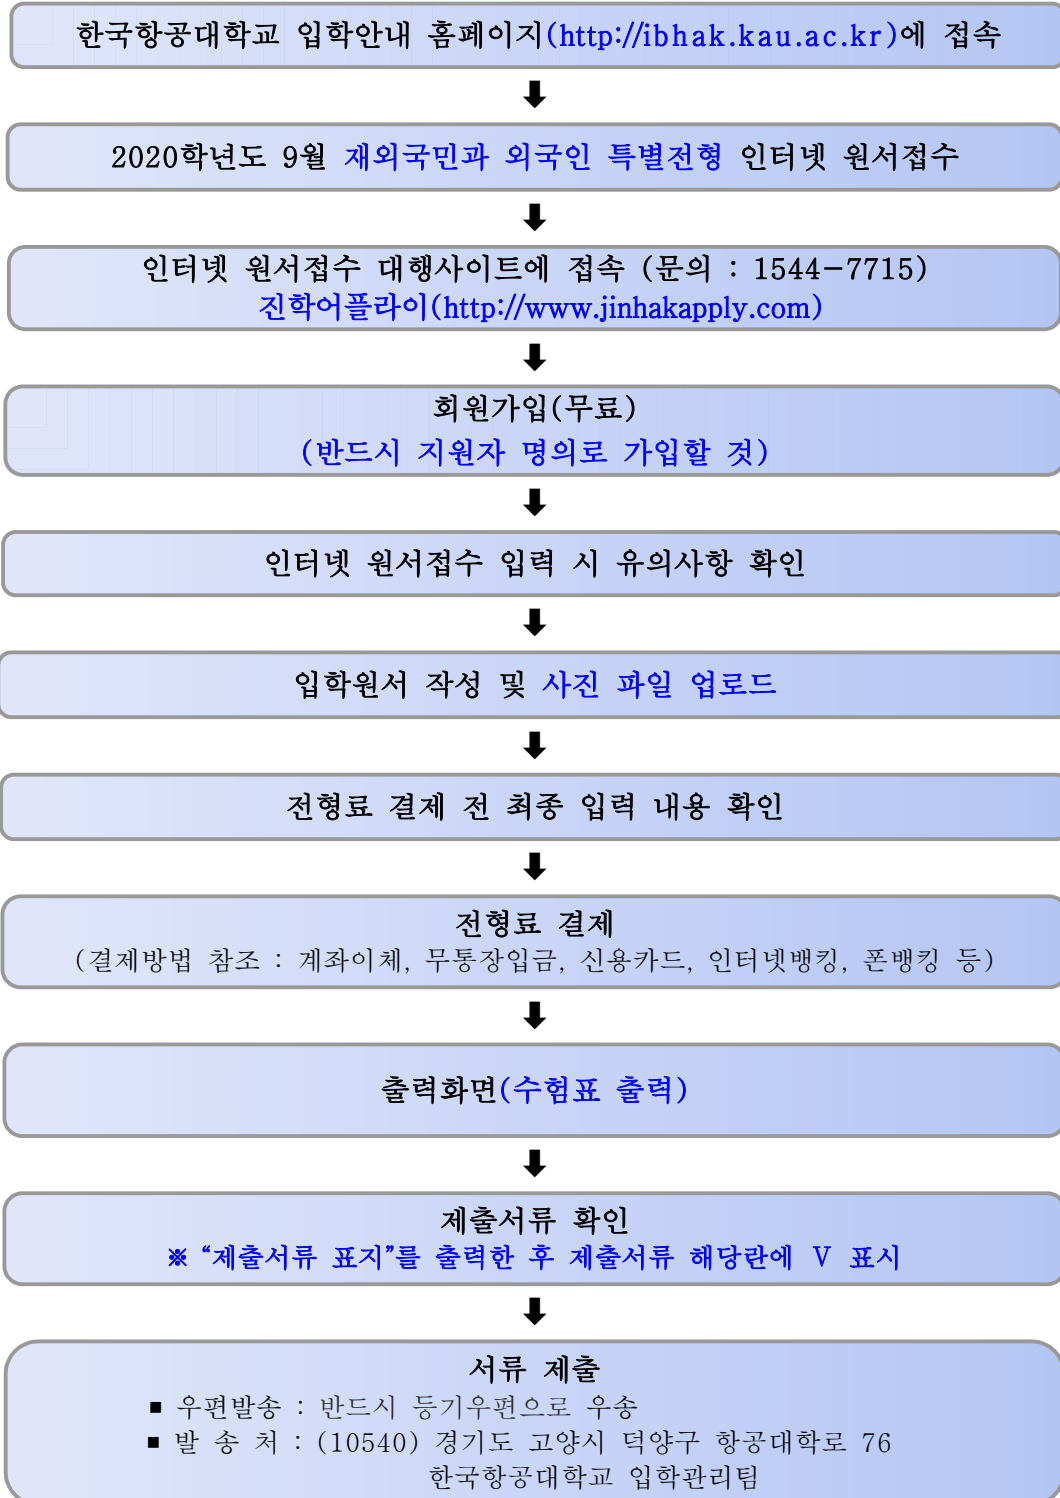 한국항공대학교 입학안내 홈페이지(http://ibhak.kau.ac.kr)에 접속
2020학년도 9월 재외국민과 외국인 특별전형 인터넷 원서접수
인터넷 원서접수 대행사이트에 접속 (문의 : 1544-7715)
진학어플라이(http://www.jinhakapply.com)
회원가입(무료)
(반드시 지원자 명의로 가입할 것)
인터넷 원서접수 입력 시 유의사항 확인
입학원서 작성 및 사진 파일 업로드
전형료 결제 전 최종 입력 내용 확인
전형료 결제
(결제방법 참조 : 계좌이체, 무통장입금, 신용카드, 인터넷뱅킹, 폰뱅킹 등)
출력화면(수험표 출력)
제출서류 확인
※ “제출서류 표지”를 출력한 후 제출서류 해당란에 V 표시
서류 제출
■ 우편발송 : 반드시 등기우편으로 우송
■ 발 송 처 : (10540) 경기도 고양시 덕양구 항공대학로 76
한국항공대학교 입학관리팀